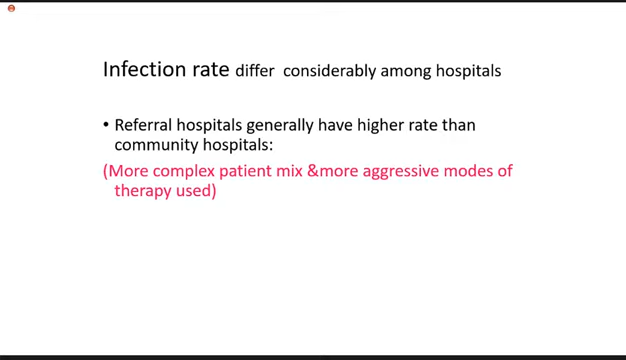 Infection rate differ considerably among hospitals
• Referral hospitals generally have higher rate than
community hospitals:
(More complex patient mix &more aggressive modes of
therapy used)